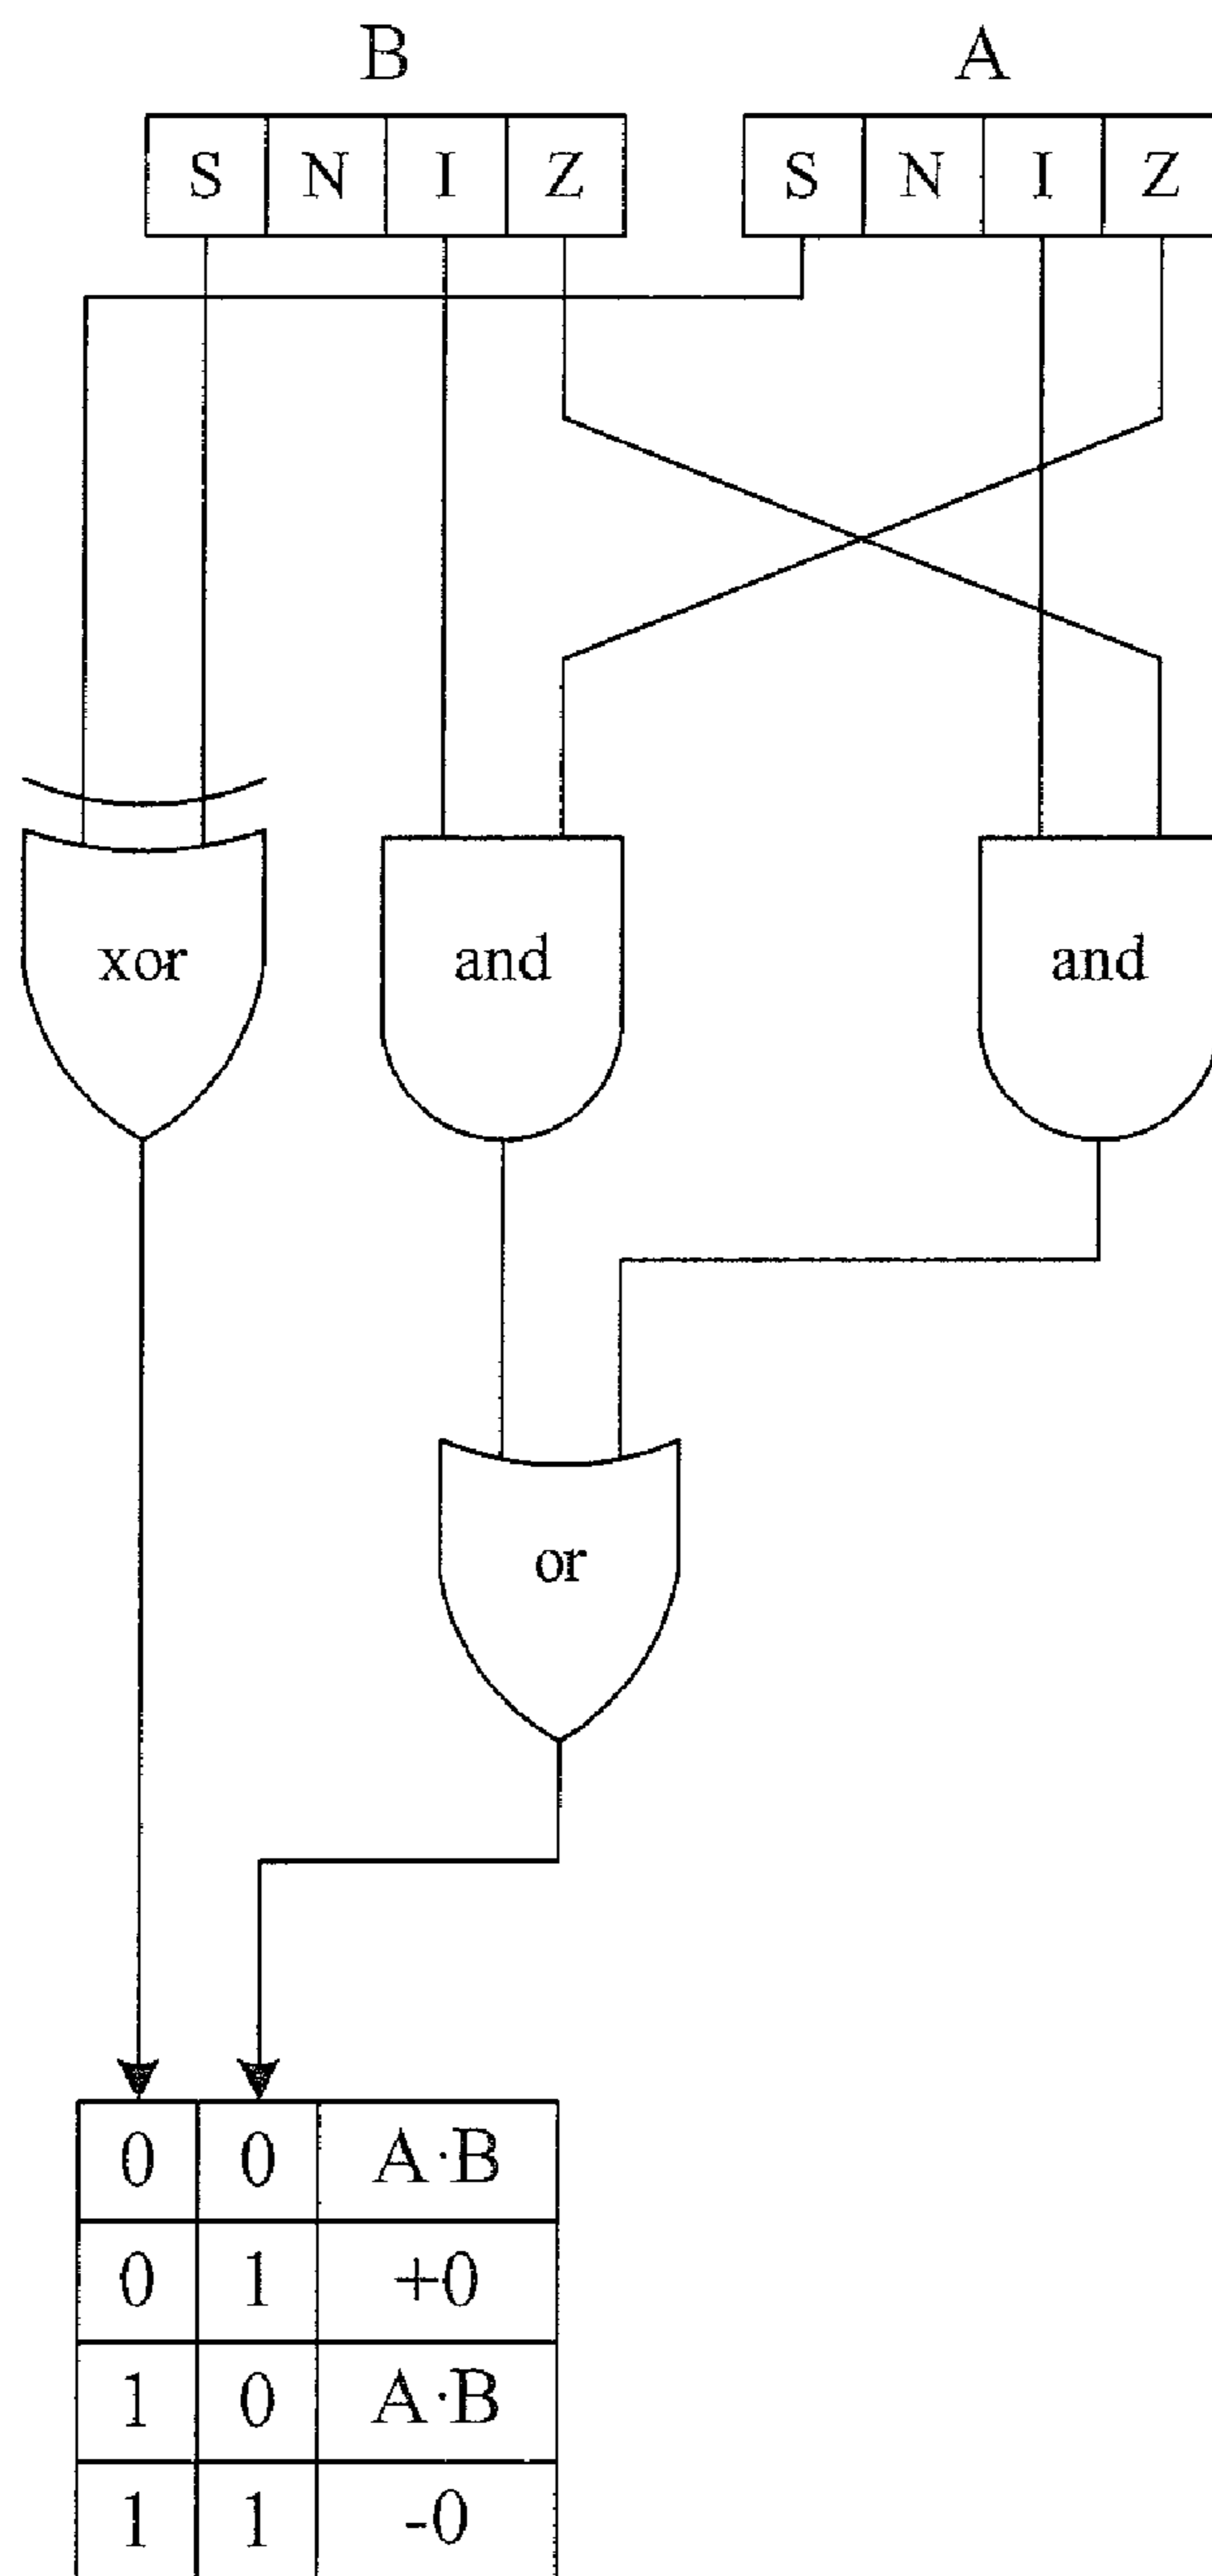 B A
S N I Z S N I Z
xor and and
or
0 0 A·B
0 1 +0
1 0 A·B
1 1 -0